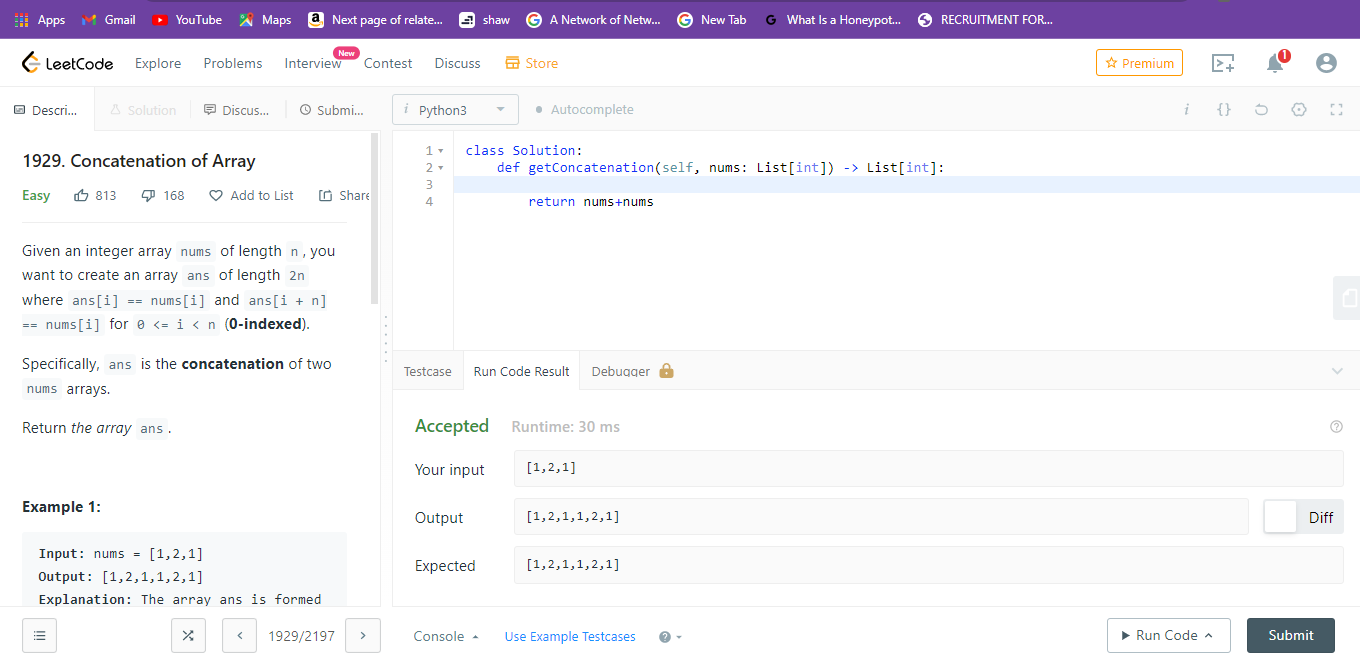 Apps Gmail YouTube Maps Next page of relate... shaw A Network of Netw... New Tab What Is a Honeypot... RECRUITMENT FOR...
LeetCode Explore Problems Interview New Contest Discuss Store Premium 1
Descri... Solution Discus... Submi... i Python3 Autocomplete i {}
1929. Concatenation of Array
Easy 813 168 Add to List Share
Given an integer array nums of length n, you
want to create an array ans of length 2n
where ans[i] == nums[i] and ans[i + n]
== nums[i] for 0 <= i < n (0-indexed).
Specifically, ans is the concatenation of two
nums arrays.
Return the array ans.
Example 1:
Input: nums = [1,2,1]
Output: [1,2,1,1,2,1]
Explanation: The array ans is formed
1 class Solution:
2 def getConcatenation(self, nums: List[int]) -> List[int]:
3
4 return nums+nums
Testcase Run Code Result Debugger
Accepted Runtime: 30 ms
Your input [1,2,1]
Output [1,2,1,1,2,1] Diff
Expected [1,2,1,1,2,1]
1929/2197 Console Use Example Testcases Run Code Submit